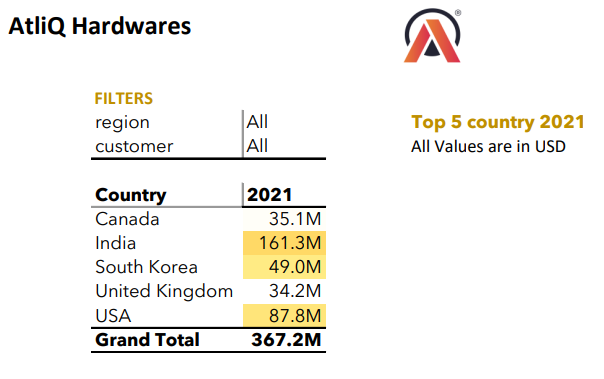 AtliQ Hardwares
®
FILTERS
region All
customer All
Top 5 country 2021
All Values are in USD
Country 2021
Canada 35.1M
India 161.3M
South Korea 49.0M
United Kingdom 34.2M
USA 87.8M
Grand Total 367.2M